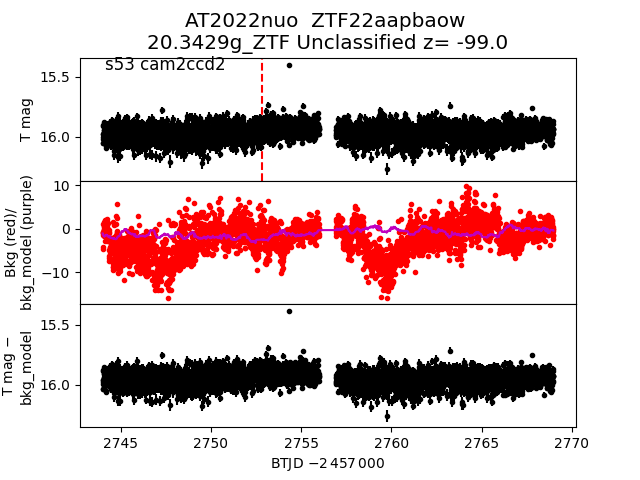 AT2022nuo  ZTF22aapbaow
20.3429g_ZTF Unclassified z= -99.0
s53 cam2ccd2
T mag
15.5
16.0
Bkg (red)/
bkg_model (purple)
10
0
−10
T mag −
bkg_model
15.5
16.0
2745
2750
2755
2760
2765
2770
BTJD −2 457 000